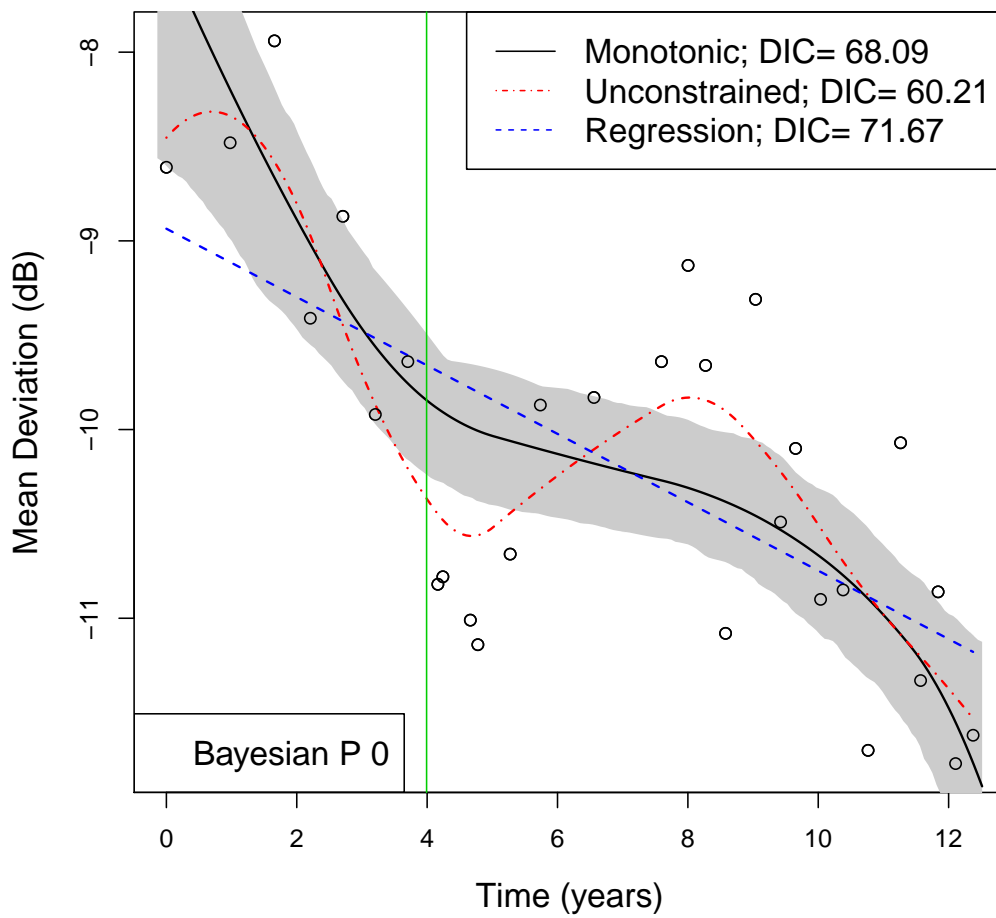 Monotonic; DIC= 68.09
Unconstrained; DIC= 60.21
Regression; DIC= 71.67
−8
−9
−10
−11
Mean Deviation (dB)
Bayesian P 0
0 2 4 6 8 10 12
Time (years)